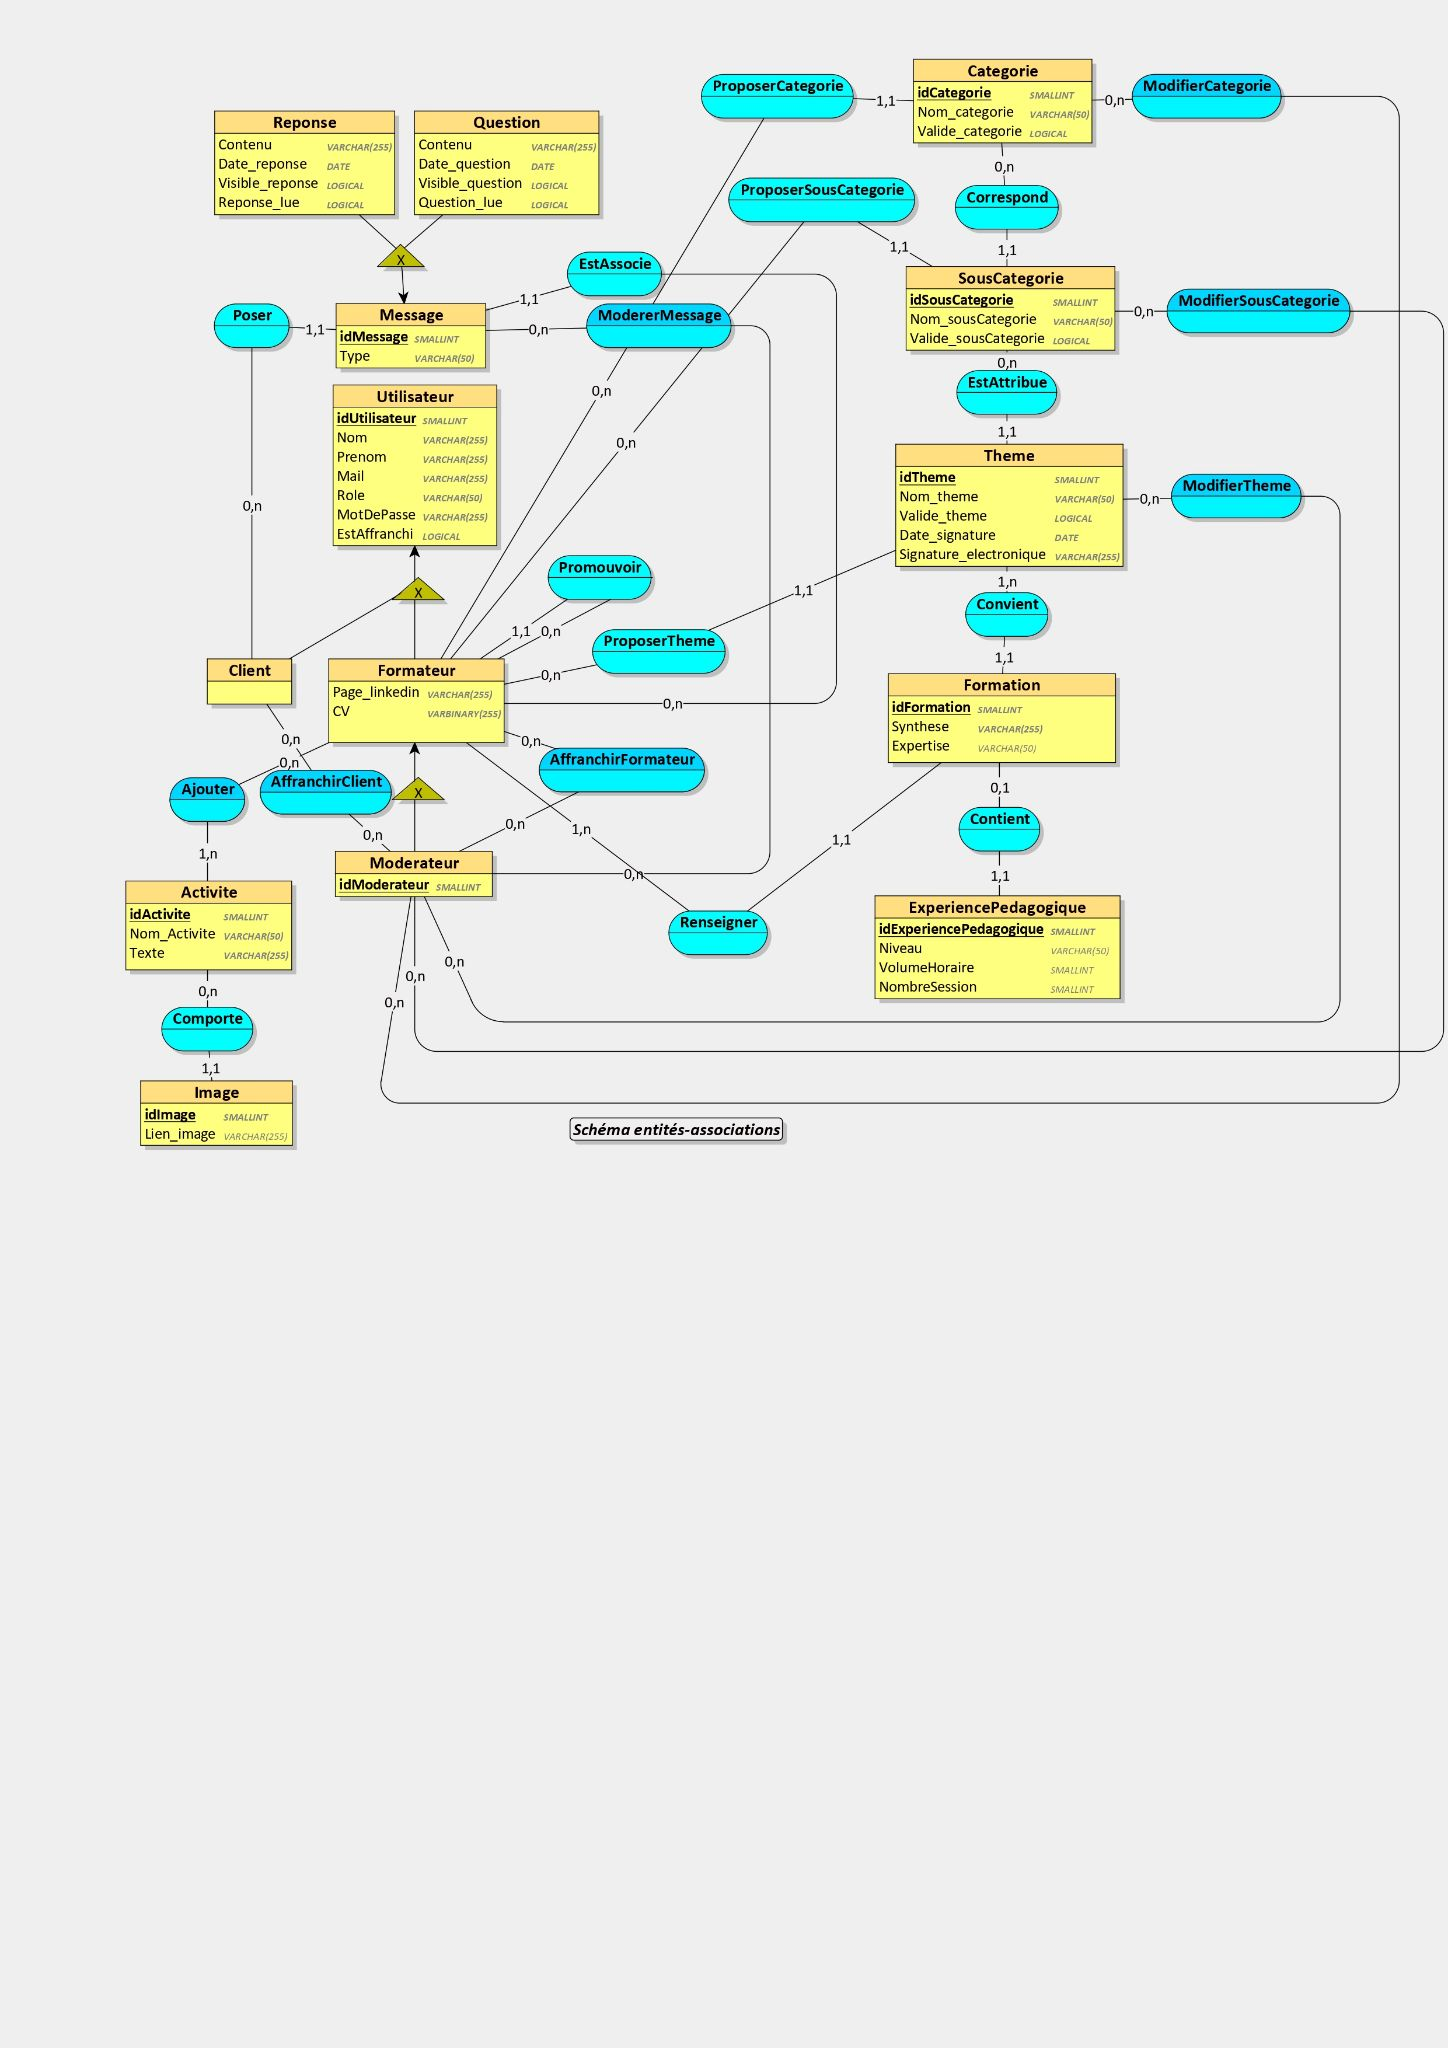 ProposerCategorie
1,1
Categorie
idCategorie SMALLINT
Nom_categorie VARCHAR(50)
Valide_categorie LOGICAL
0,n
ModifierCategorie
Reponse
Contenu VARCHAR(255)
Date_reponse DATE
Visible_reponse LOGICAL
Reponse_lue LOGICAL
Question
Contenu VARCHAR(255)
Date_question DATE
Visible_question LOGICAL
Question_lue LOGICAL
0,n
ProposerSousCategorie
Correspond
1,1
1,1
X
EstAssocie
1,1
SousCategorie
idSousCategorie SMALLINT
Nom_sousCategorie VARCHAR(50)
Valide_sousCategorie LOGICAL
0,n
ModifierSousCategorie
Poser
1,1
Message
idMessage SMALLINT
Type VARCHAR(50)
0,n
ModererMessage
0,n
EstAttribue
1,1
Utilisateur
idUtilisateur SMALLINT
Nom VARCHAR(255)
Prenom VARCHAR(255)
Mail VARCHAR(255)
Role VARCHAR(50)
MotDePasse VARCHAR(255)
EstAffranchi LOGICAL
0,n
0,n
0,n
Theme
idTheme SMALLINT
Nom_theme VARCHAR(50)
Valide_theme LOGICAL
Date_signature DATE
Signature_electronique VARCHAR(255)
0,n
ModifierTheme
Promouvoir
X
1,1
0,n
1,1
1,n
Convient
1,1
ProposerTheme
0,n
Client
Formateur
Page_linkedin VARCHAR(255)
CV VARBINARY(255)
0,n
Formation
idFormation SMALLINT
Synthese VARCHAR(255)
Expertise VARCHAR(50)
0,n
0,n
0,n
AffranchirFormateur
Ajouter
AffranchirClient
X
0,1
Contient
1,1
0,n
0,n
1,n
1,1
1,n
Moderateur
idModerateur SMALLINT
0,n
Activite
idActivite SMALLINT
Nom_Activite VARCHAR(50)
Texte VARCHAR(255)
Renseigner
ExperiencePedagogique
idExperiencePedagogique SMALLINT
Niveau VARCHAR(50)
VolumeHoraire SMALLINT
NombreSession SMALLINT
0,n
0,n
0,n
0,n
Comporte
1,1
Image
idImage SMALLINT
Lien_image VARCHAR(255)
Schéma entités-associations